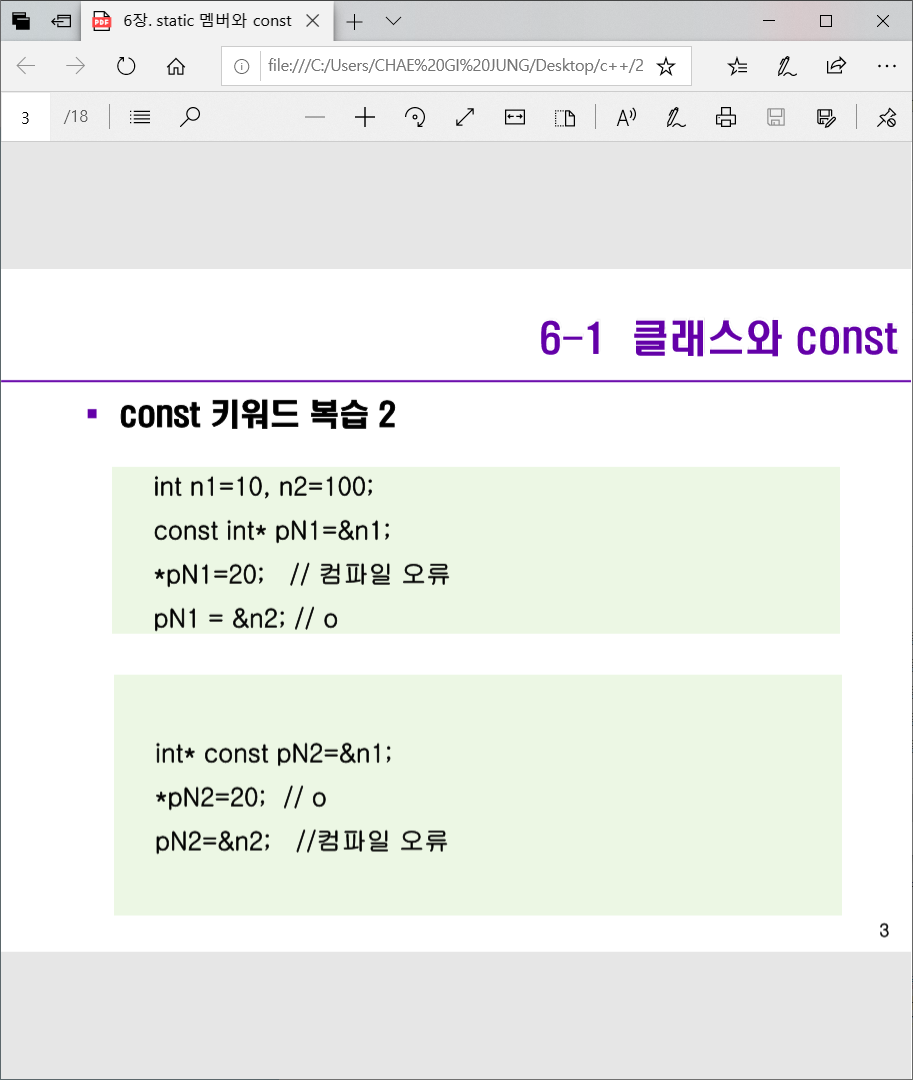 6장. static 멤버와 const
file:///C:/Users/CHAE%20GI%20JUNG/Desktop/c++/2
3 /18
6-1 클래스와 const
▪ const 키워드 복습 2
int n1=10, n2=100;
const int* pN1=&n1;
*pN1=20; // 컴파일 오류
pN1 = &n2; // o
int* const pN2=&n1;
*pN2=20; // o
pN2=&n2; //컴파일 오류
3